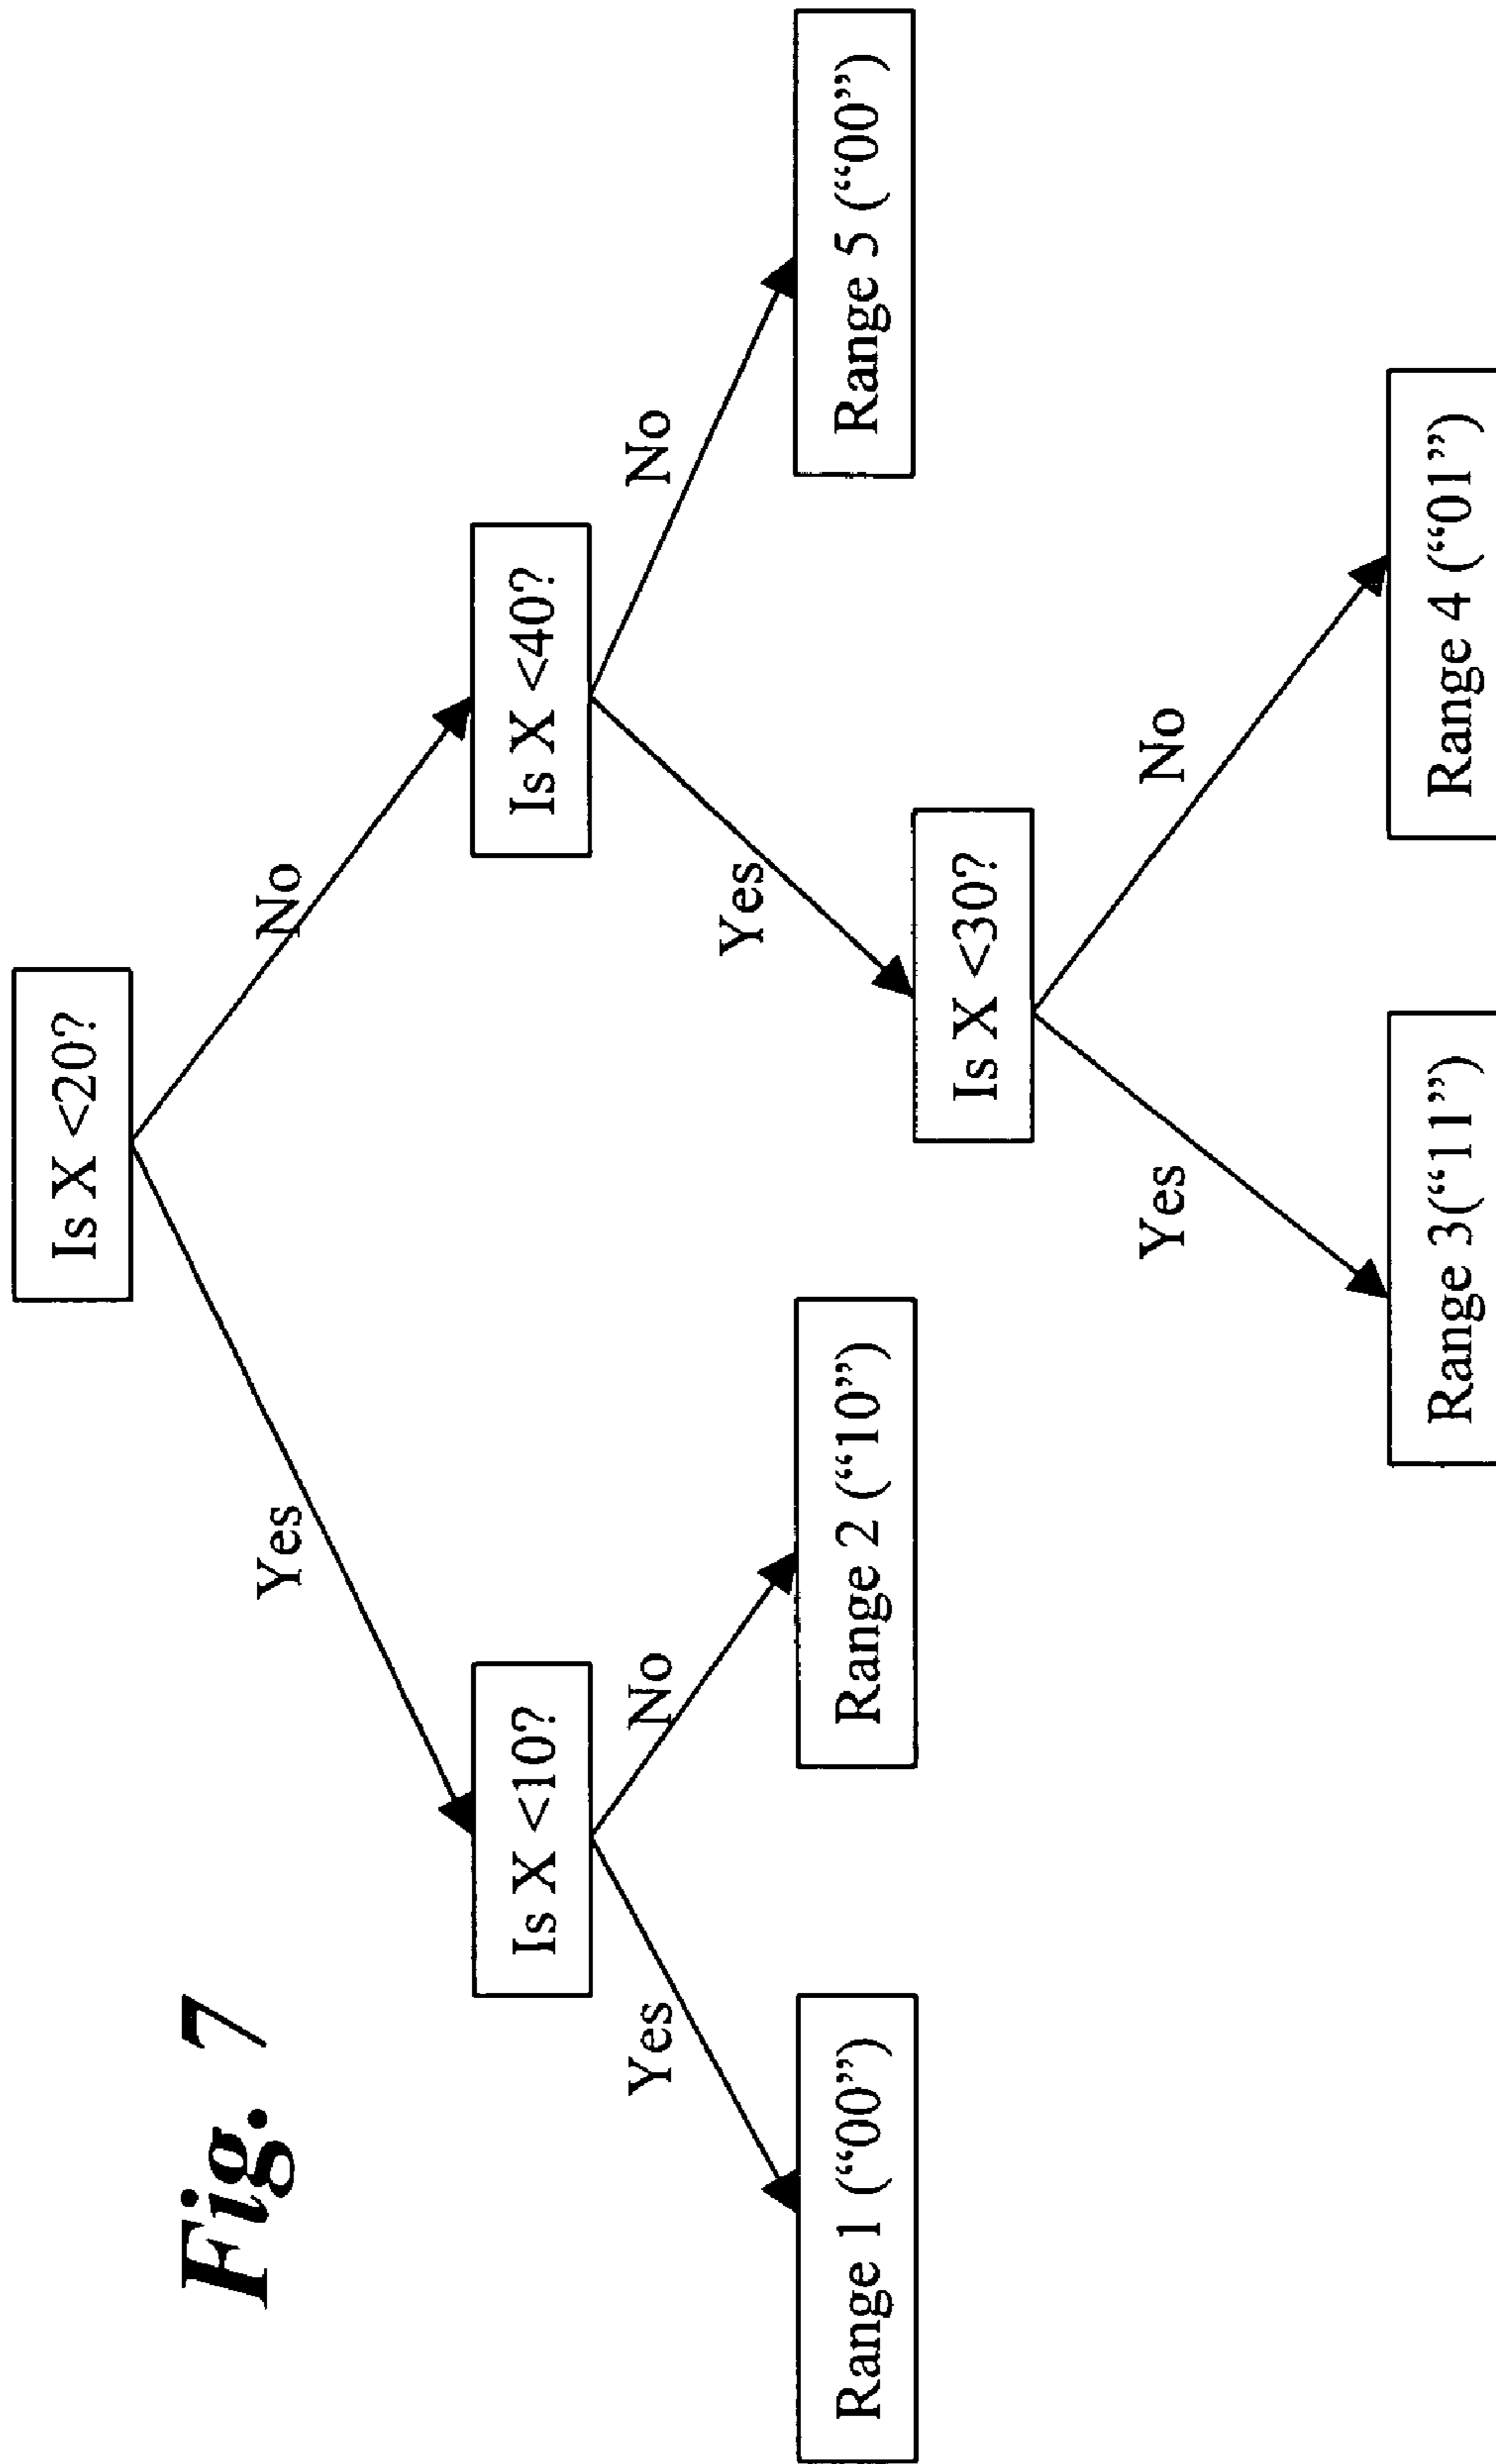 Fig. 7
Is X <20?
Yes
No
Is X <10?
Is X <40?
Yes
No
Yes
No
Range 1 (“00”)
Range 2 (“10”)
Is X <30?
Range 5 (“00”)
Yes
No
Range 3(“11”)
Range 4 (“01”)